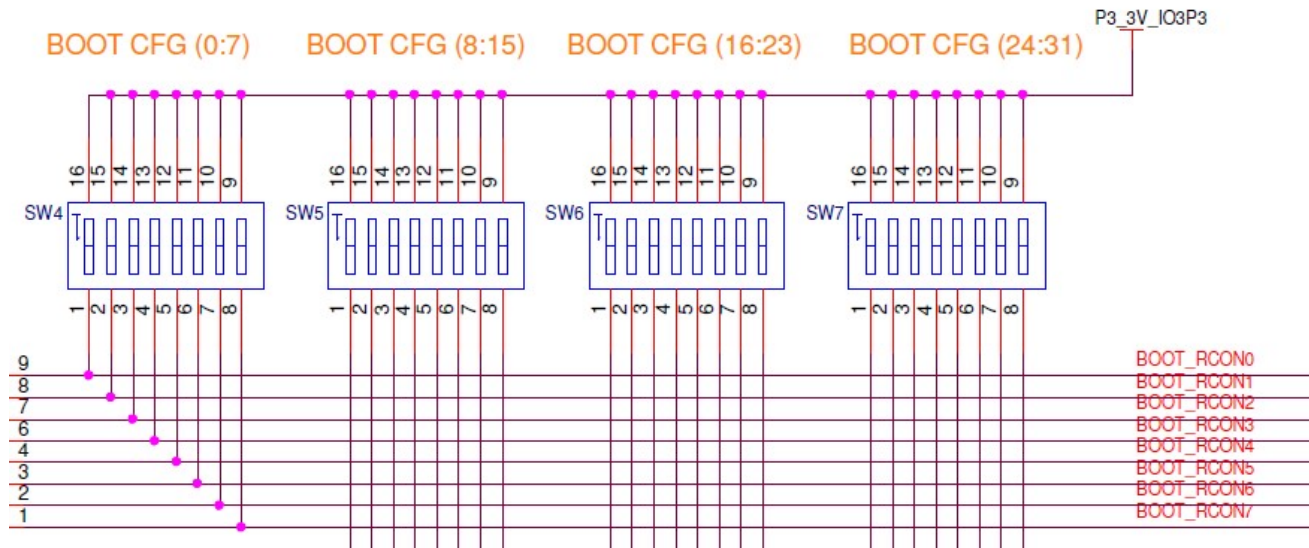 P3_3V_IO3P3
BOOT CFG (0:7) BOOT CFG (8:15) BOOT CFG (16:23) BOOT CFG (24:31)
16 15 14 13 12 11 10 9 16 15 14 13 12 11 10 9 16 15 14 13 12 11 10 9 16 15 14 13 12 11 10 9
SW4 SW5 SW6 SW7
1 2 3 4 5 6 7 8 1 2 3 4 5 6 7 8 1 2 3 4 5 6 7 8 1 2 3 4 5 6 7 8
9 BOOT_RCON0
8 BOOT_RCON1
7 BOOT_RCON2
6 BOOT_RCON3
4 BOOT_RCON4
3 BOOT_RCON5
2 BOOT_RCON6
1 BOOT_RCON7